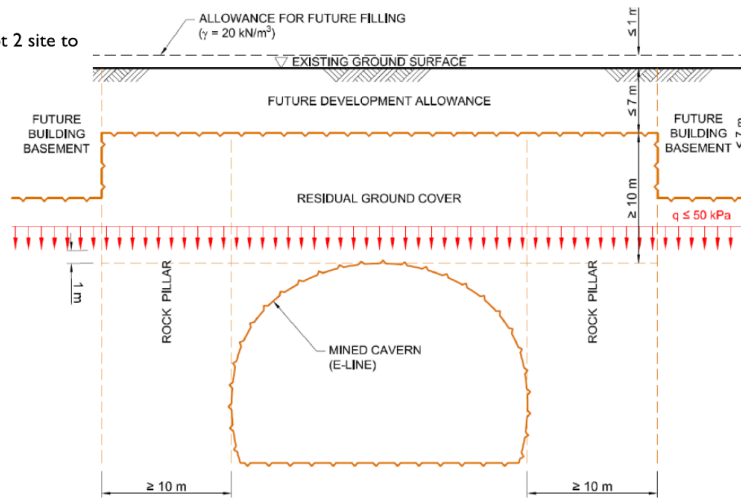 ot 2 site to
ALLOWANCE FOR FUTURE FILLING
(γ = 20 kN/m³)
≤ 1 m
EXISTING GROUND SURFACE
FUTURE DEVELOPMENT ALLOWANCE
≤ 7 m
FUTURE
BUILDING
BASEMENT
FUTURE
BUILDING
BASEMENT
RESIDUAL GROUND COVER
≥ 10 m
q ≤ 50 kPa
1 m
ROCK PILLAR
ROCK PILLAR
MINED CAVERN
(E-LINE)
≥ 10 m
≥ 10 m